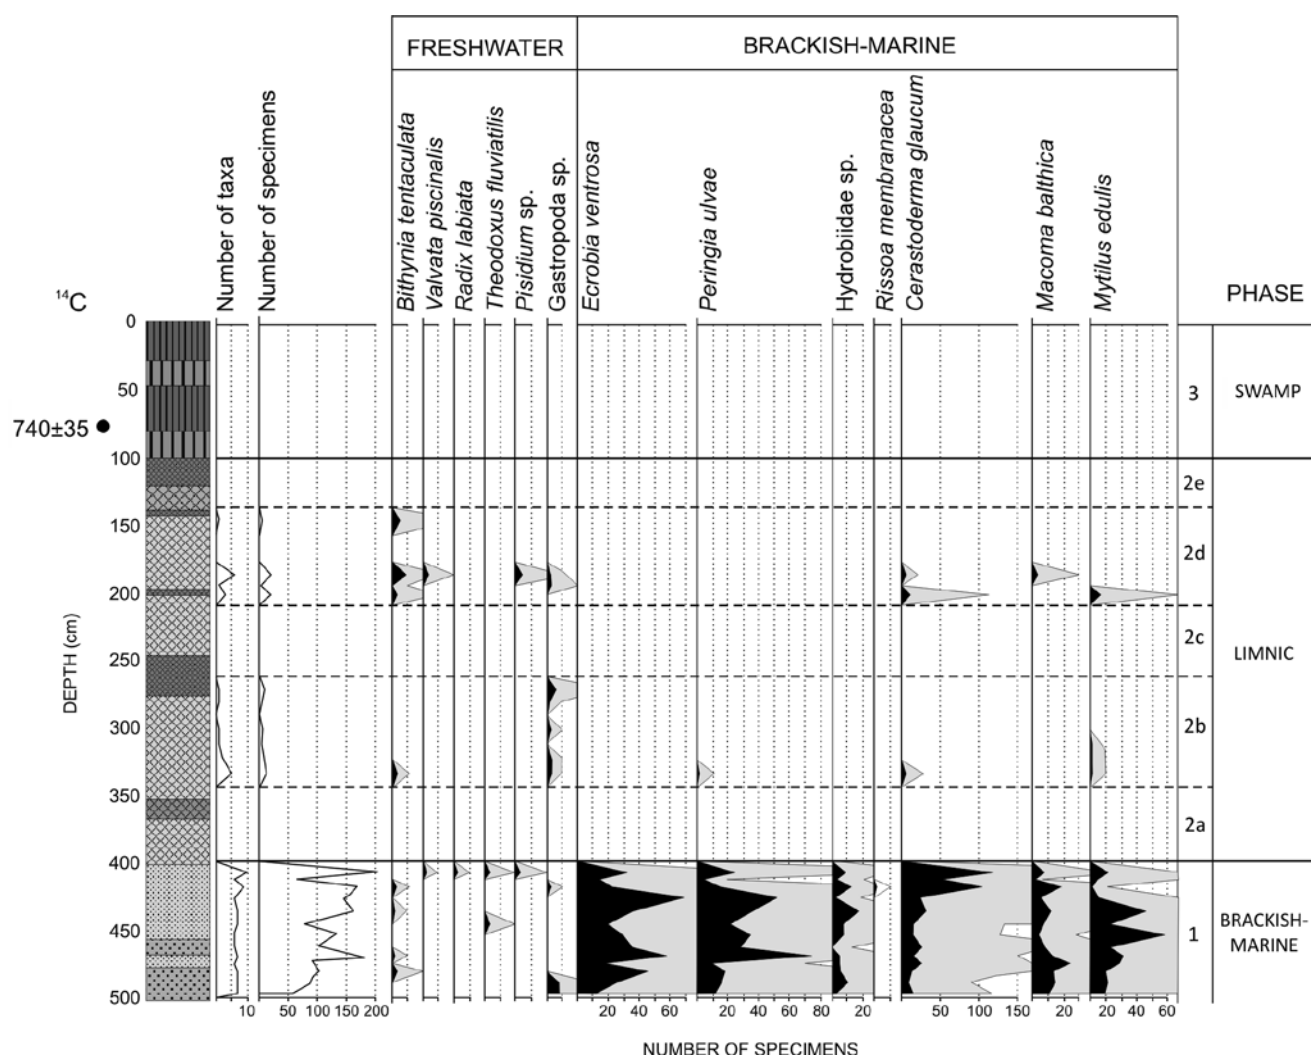 FRESHWATER
BRACKISH-MARINE
Number of taxa
Number of specimens
Bithynia tentaculata
Valvata piscinalis
Radix labiata
Theodoxus fluviatilis
Pisidium sp.
Gastropoda sp.
Ecrobia ventrosa
Peringia ulvae
Hydrobiidae sp.
Rissoa membranacea
Cerastoderma glaucum
Macoma balthica
Mytilus edulis
14C
PHASE
0
50
740±35
100
150
200
250
300
350
400
450
500
DEPTH (cm)
3
SWAMP
2e
2d
2c
LIMNIC
2b
2a
1
BRACKISH-
MARINE
10
50 100 150 200
20 40 60
20 40 60 80
20
50 100 150
20
20 40 60
NUMBER OF SPECIMENS